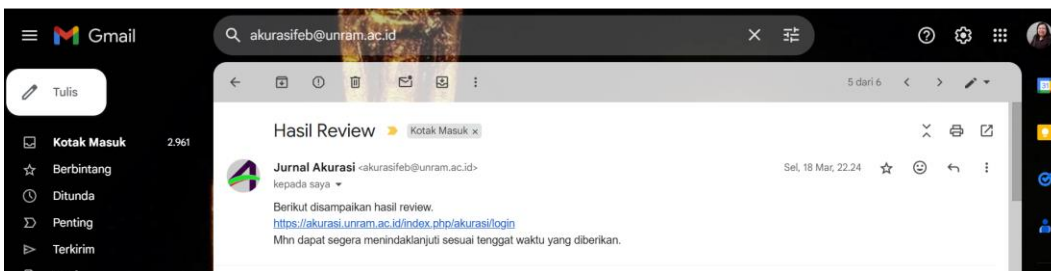 Gmail
akurasifeb@unram.ac.id
Tulis
5 dari 6
31
Kotak Masuk 2.961
Berbintang
Ditunda
Penting
Terkirim
Hasil Review Kotak Masuk x
Jurnal Akurasi <akurasifeb@unram.ac.id> Sel, 18 Mar, 22.24
kepada saya
Berikut disampaikan hasil review.
https://akurasi.unram.ac.id/index.php/akurasi/login
Mhn dapat segera menindaklanjuti sesuai tenggat waktu yang diberikan.